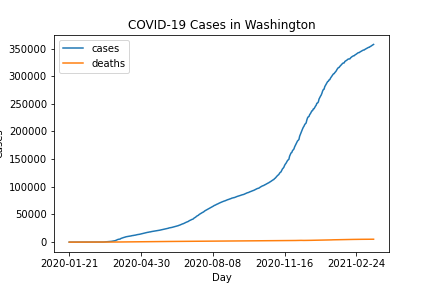 COVID-19 Cases in Washington
cases
deaths
350000
300000
250000
200000
150000
100000
50000
0
Cases
2020-01-21 2020-04-30 2020-08-08 2020-11-16 2021-02-24
Day